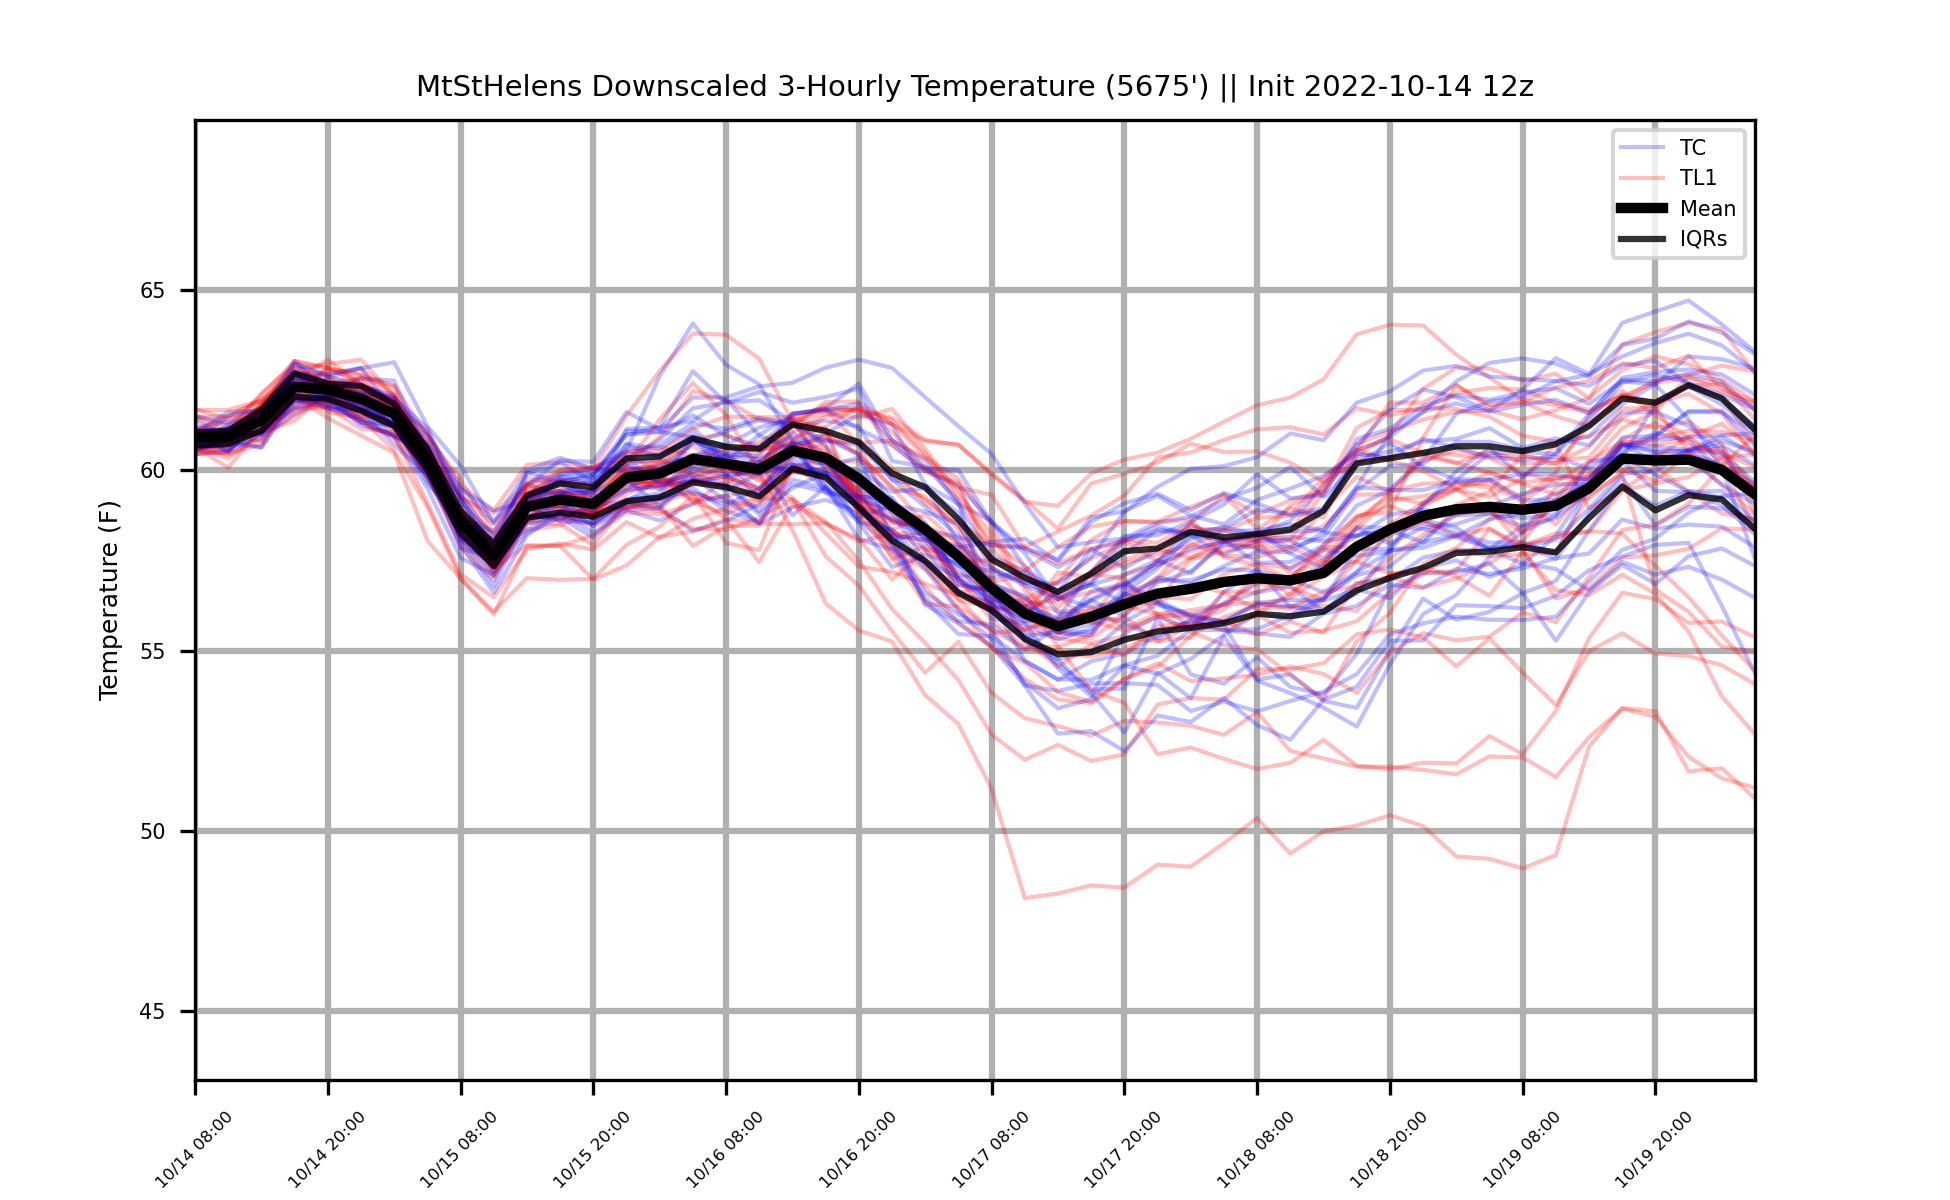 MtStHelens Downscaled 3-Hourly Temperature (5675') || Init 2022-10-14 12z
TC
TL1
Mean
IQRs
Temperature (F)
65
60
55
50
45
10/14 08:00
10/14 20:00
10/15 08:00
10/15 20:00
10/16 08:00
10/16 20:00
10/17 08:00
10/17 20:00
10/18 08:00
10/18 20:00
10/19 08:00
10/19 20:00